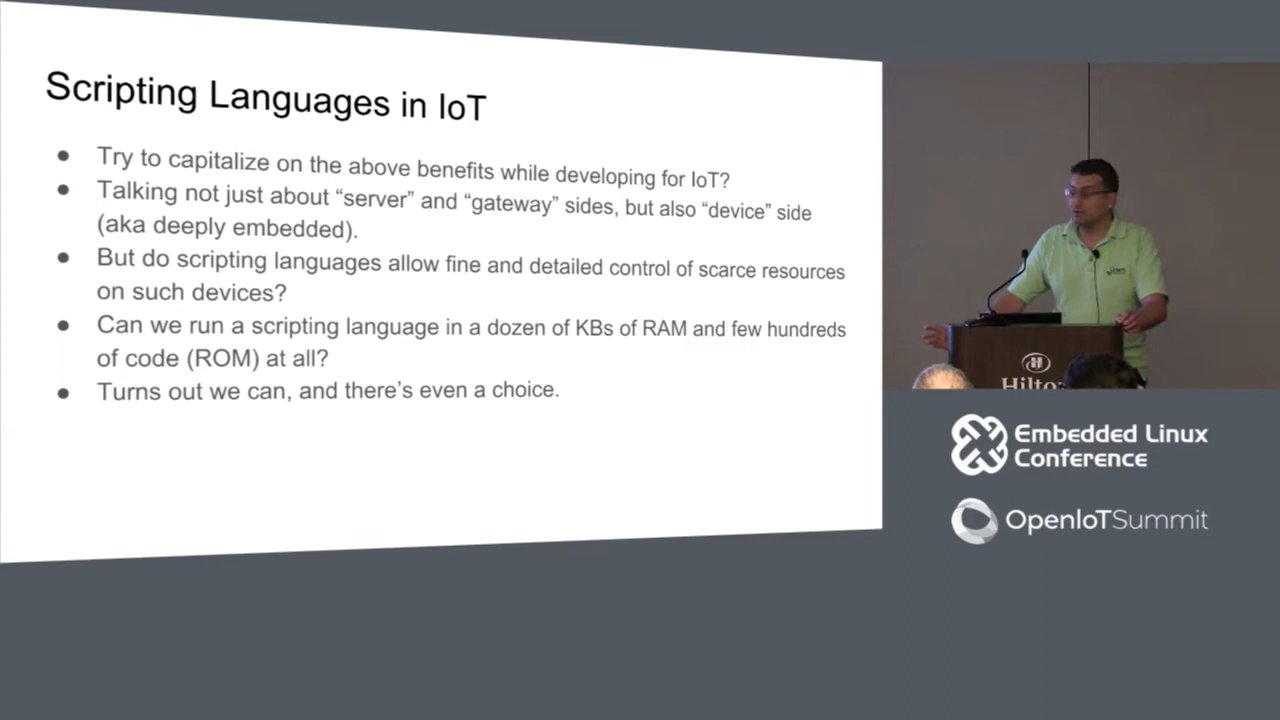 Scripting Languages in IoT
● Try to capitalize on the above benefits while developing for IoT?
● Talking not just about “server” and “gateway” sides, but also “device” side
(aka deeply embedded).
● But do scripting languages allow fine and detailed control of scarce resources
on such devices?
● Can we run a scripting language in a dozen of KBs of RAM and few hundreds
of code (ROM) at all?
● Turns out we can, and there’s even a choice.
Hilto
Embedded Linux
Conference
OpenIoTSummit